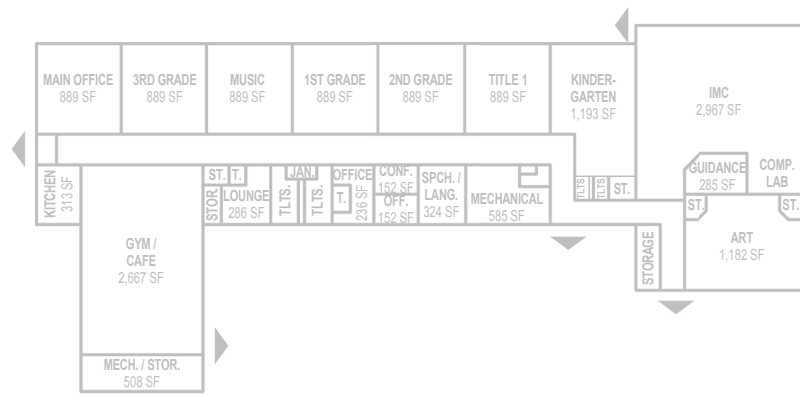 MAIN OFFICE
889 SF
3RD GRADE
889 SF
MUSIC
889 SF
1ST GRADE
889 SF
2ND GRADE
889 SF
TITLE 1
889 SF
KINDER-
GARTEN
1,193 SF
IMC
2,967 SF
GUIDANCE
285 SF
COMP.
LAB
KITCHEN
313 SF
ST.
T.
STOR.
LOUNGE
286 SF
TLTS.
JAN.
TLTS.
OFFICE
236 SF
T.
CONF.
152 SF
OFF.
152 SF
SPCH. /
LANG.
324 SF
MECHANICAL
585 SF
TLTS
TLTS
ST.
ST.
ST.
ART
1,182 SF
STORAGE
GYM /
CAFE
2,667 SF
MECH. / STOR.
508 SF